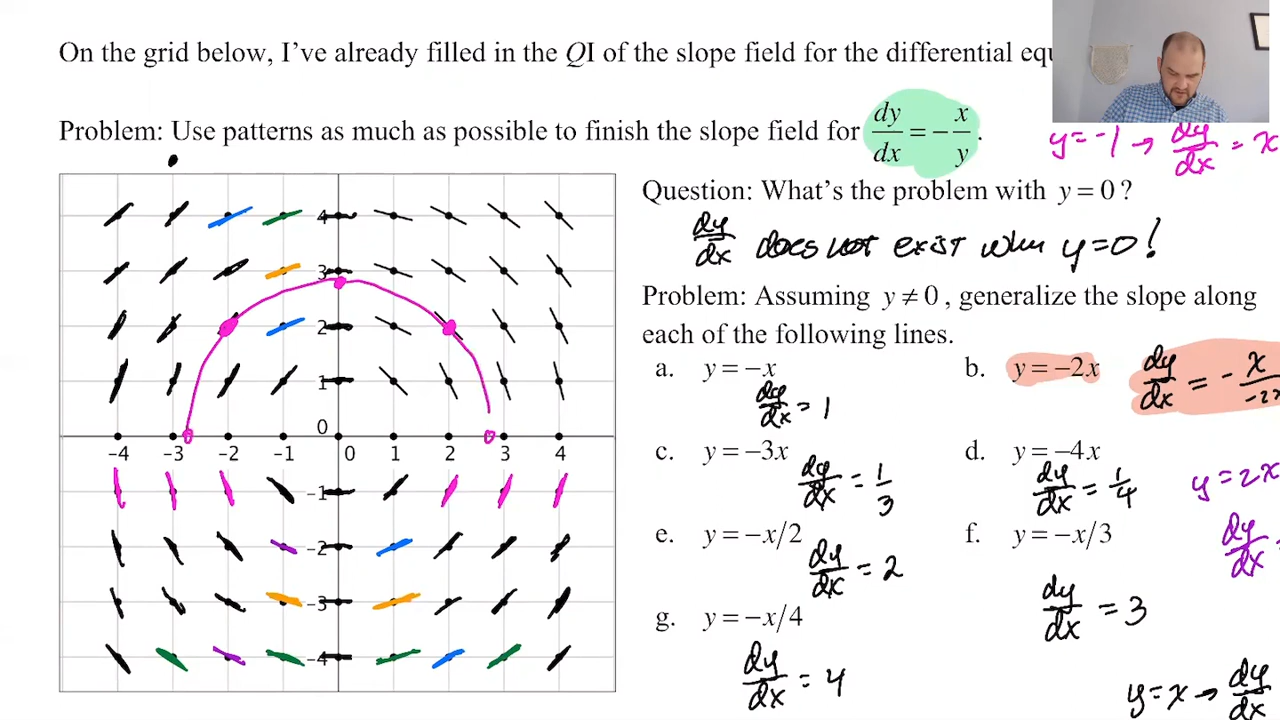 On the grid below, I've already filled in the QI of the slope field for the differential equ
Problem: Use patterns as much as possible to finish the slope field for dy/dx = -x/y.
y=-1 → dy/dx = x
Question: What's the problem with y = 0?
dy/dx does not exist when y=0!
Problem: Assuming y ≠ 0, generalize the slope along
each of the following lines.
a. y = -x
dy/dx = 1
b. y = -2x
dy/dx = -x/-2x
c. y = -3x
dy/dx = 1/3
d. y = -4x
dy/dx = 1/4
y=2x
dy/dx =
e. y = -x/2
dy/dx = 2
f. y = -x/3
dy/dx = 3
g. y = -x/4
dy/dx = 4
y=x → dy/dx
4
3
2
1
0
-4 -3 -2 -1 0 1 2 3 4
-1
-2
-3
-4